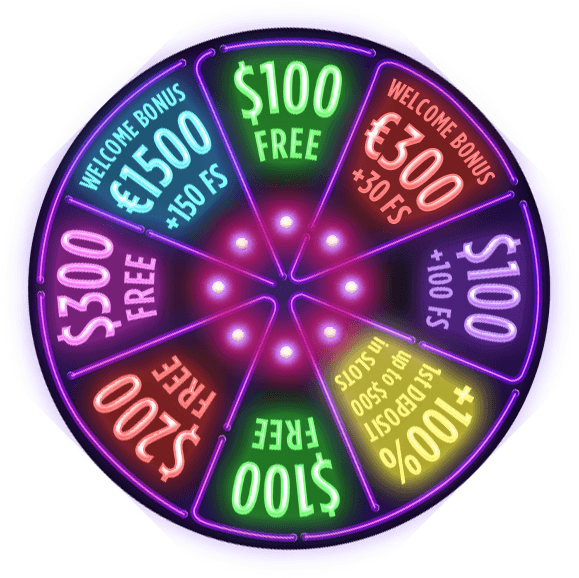 $100
FREE
WELCOME BONUS
€300
+30 FS
$100
+100 FS
+100%
1st DEPOSIT
up to $500
in SLOTS
$100
FREE
$200
FREE
$300
FREE
WELCOME BONUS
€1500
+150 FS